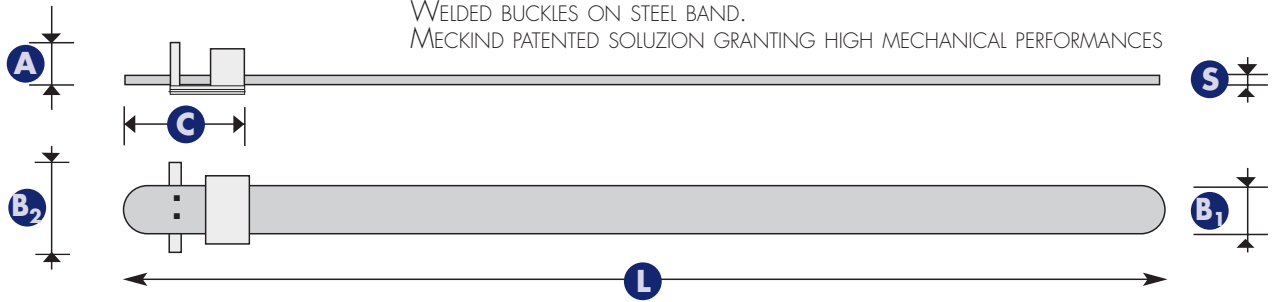 WELDED BUCKLES ON STEEL BAND.
MECKIND PATENTED SOLUZION GRANTING HIGH MECHANICAL PERFORMANCES
A
S
C
B2
B1
L